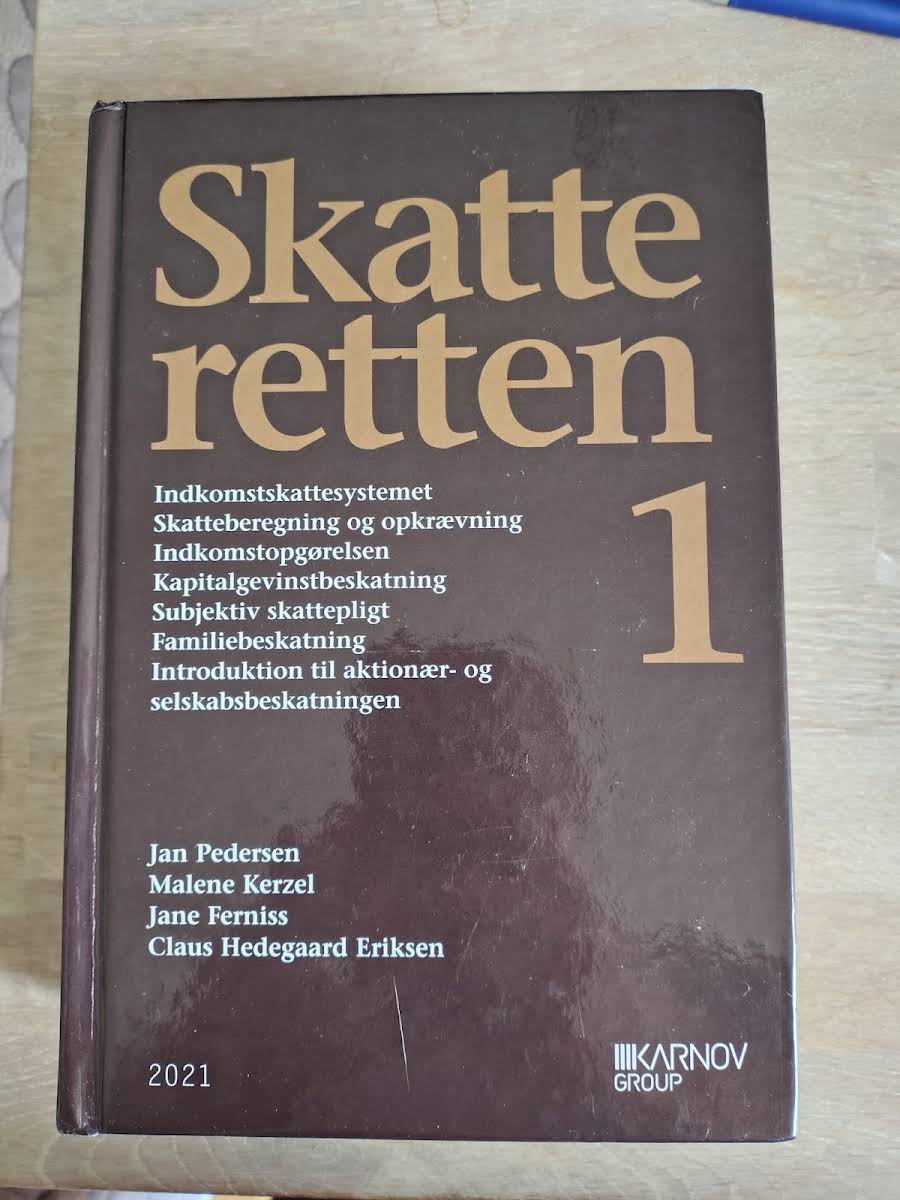 Skatte
retten
1
Indkomstskattesystemet
Skatteberegning og opkrævning
Indkomstopgørelsen
Kapitalgevinstbeskatning
Subjektiv skattepligt
Familiebeskatning
Introduktion til aktionær- og
selskabsbeskatningen
Jan Pedersen
Malene Kerzel
Jane Ferniss
Claus Hedegaard Eriksen
2021
KARNOV
GROUP